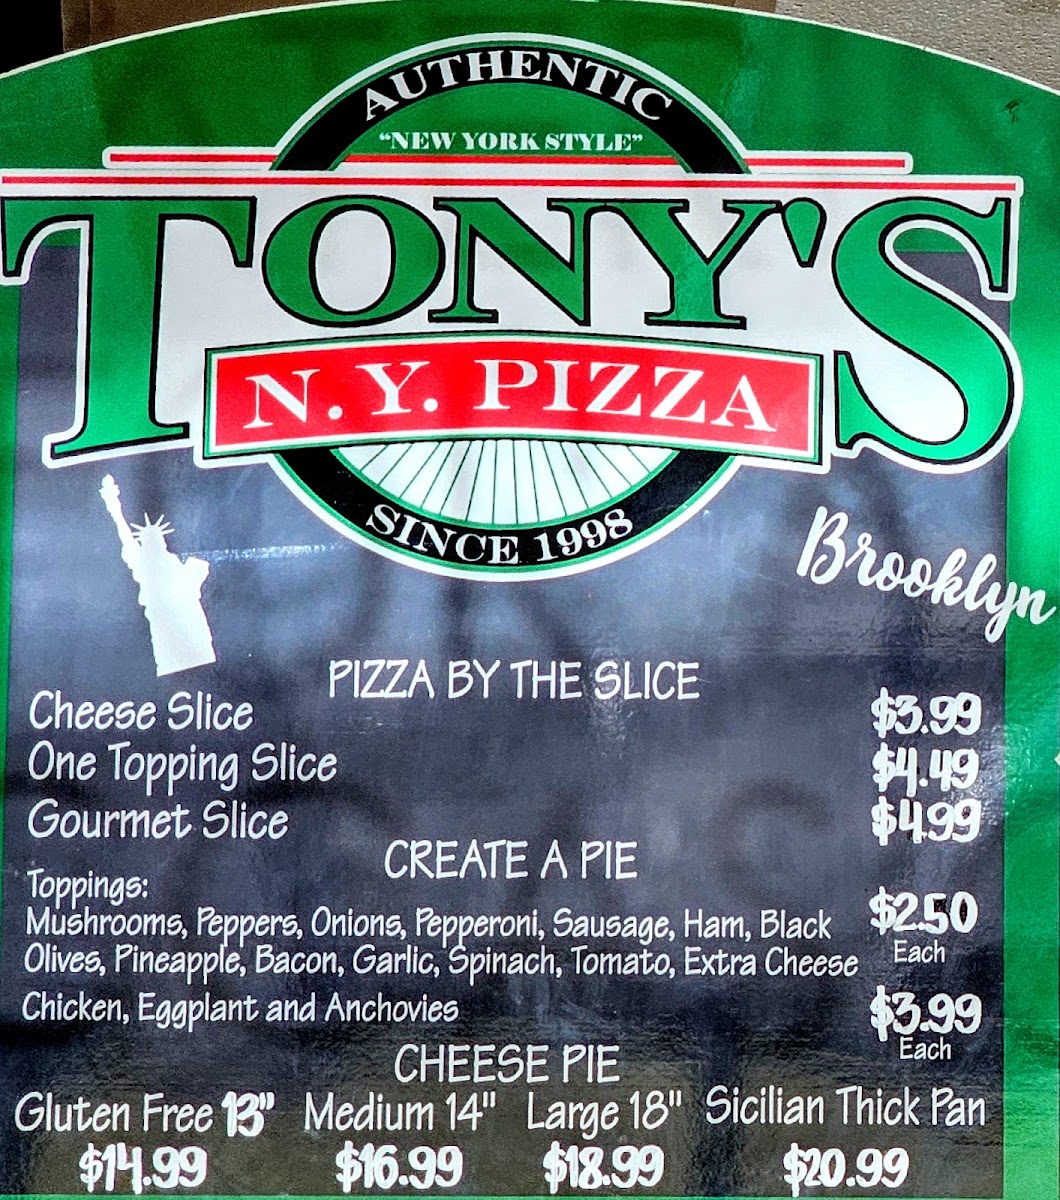 AUTHENTIC
"NEW YORK STYLE"
TONY'S
N. Y. PIZZA
SINCE 1998
Brooklyn
PIZZA BY THE SLICE
Cheese Slice $3.99
One Topping Slice $4.49
Gourmet Slice $4.99
CREATE A PIE
Toppings:
Mushrooms, Peppers, Onions, Pepperoni, Sausage, Ham, Black $2.50
Olives, Pineapple, Bacon, Garlic, Spinach, Tomato, Extra Cheese Each
Chicken, Eggplant and Anchovies $3.99
Each
CHEESE PIE
Gluten Free 13" Medium 14" Large 18" Sicilian Thick Pan
$14.99 $16.99 $18.99 $20.99